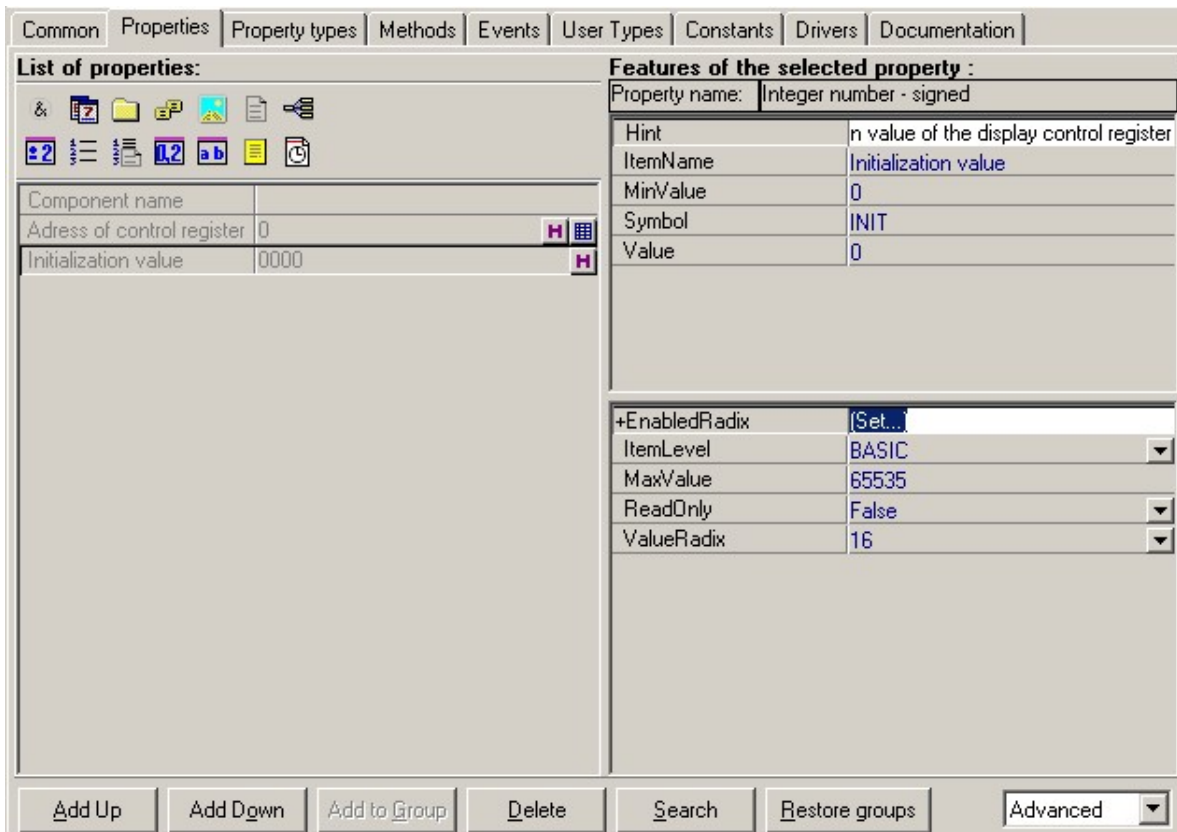 Common Properties Property types Methods Events User Types Constants Drivers Documentation
List of properties:
Component name
Adress of control register 0 H
Initialization value 0000 H
Features of the selected property :
Property name: Integer number - signed
Hint n value of the display control register
ItemName Initialization value
MinValue 0
Symbol INIT
Value 0
+EnabledRadix (Set...)
ItemLevel BASIC
MaxValue 65535
ReadOnly False
ValueRadix 16
Add Up Add Down Add to Group Delete Search Restore groups Advanced